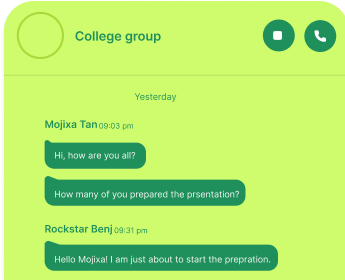 College group
Yesterday
Mojixa Tan 09:03 pm
Hi, how are you all?
How many of you prepared the prsentation?
Rockstar Benj 09:31 pm
Hello Mojixa! I am just about to start the prepration.